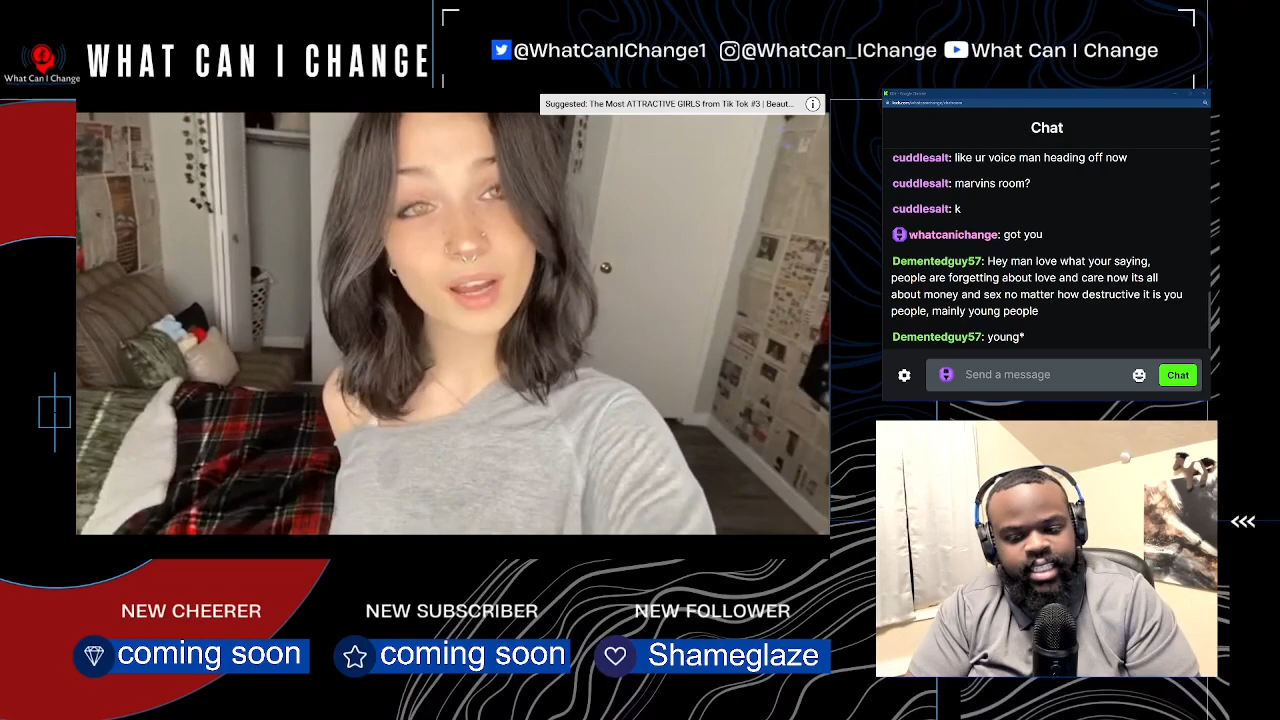 What Can I Change
WHAT CAN I CHANGE
@WhatCanIChange1 @WhatCan_IChange What Can I Change
Suggested: The Most ATTRACTIVE GIRLS from Tik Tok #3 | Beaut...
Chat
cuddlesalt: like ur voice man heading off now
cuddlesalt: marvins room?
cuddlesalt: k
whatcanichange: got you
Dementedguy57: Hey man love what your saying,
people are forgetting about love and care now its all
about money and sex no matter how destructive it is you
people, mainly young people
Dementedguy57: young*
Send a message
Chat
NEW CHEERER
coming soon
NEW SUBSCRIBER
coming soon
NEW FOLLOWER
Shameglaze